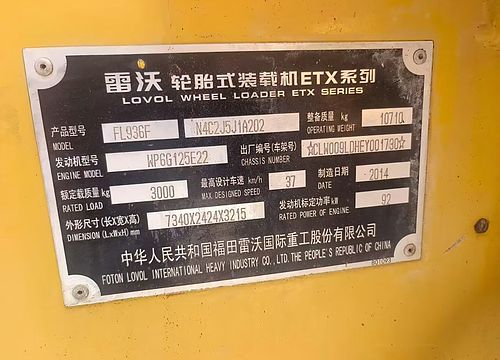 雷沃 轮胎式装载机ETX系列
LOVOL WHEEL LOADER ETX SERIES
产品型号 FL936F N4C2J5J1A202 整备质量 kg 10710
MODEL OPERATING WEIGHT
发动机型号 WP6G125E22 出厂编号(车架号) ☆CLW009L0HEY001730☆
ENGINE MODEL CHASSIS NUMBER
额定载质量 kg 3000 最高设计车速 km/h 37 制造日期 2014
RATED LOAD MAX DESIGNED SPEED DATE
外形尺寸(长X宽X高) 7340X2424X3215 发动机标定功率 kW 92
DIMENSION (LxWxH) mm RATED POWER OF ENGINE
中华人民共和国福田雷沃国际重工股份有限公司
FOTON LOVOL INTERNATIONAL HEAVY INDUSTRY CO., LTD. THE PEOPLE'S REPUBLIC OF CHINA